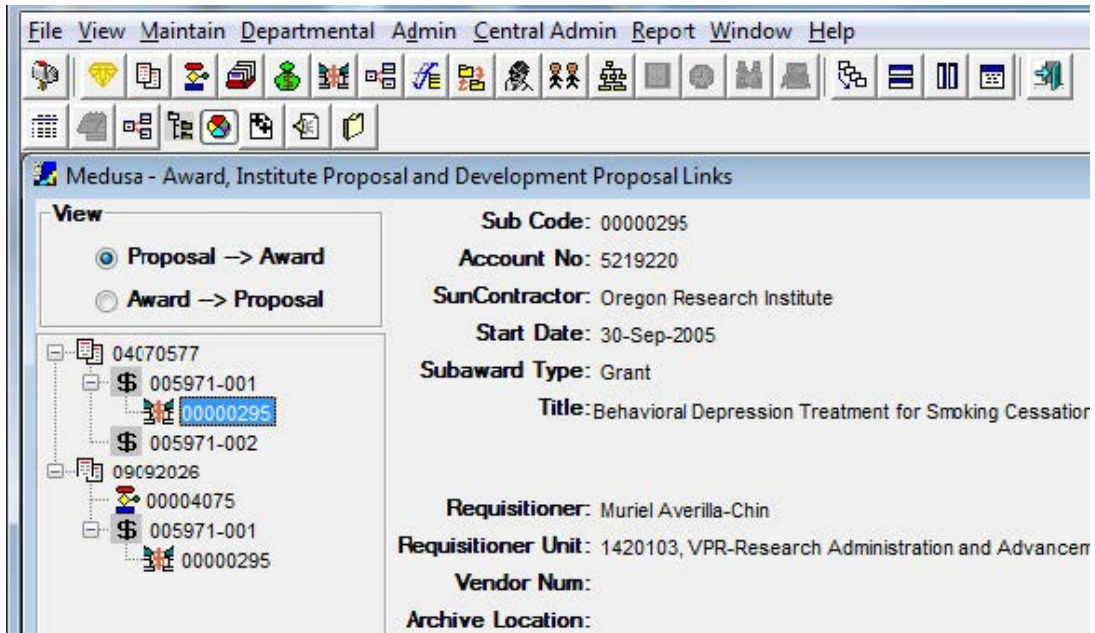 File View Maintain Departmental Admin Central Admin Report Window Help
Medusa - Award, Institute Proposal and Development Proposal Links
View
Proposal --> Award
Award --> Proposal
04070577
$ 005971-001
00000295
$ 005971-002
09092026
00004075
$ 005971-001
00000295
Sub Code: 00000295
Account No: 5219220
SunContractor: Oregon Research Institute
Start Date: 30-Sep-2005
Subaward Type: Grant
Title: Behavioral Depression Treatment for Smoking Cessation
Requisitioner: Muriel Averilla-Chin
Requisitioner Unit: 1420103, VPR-Research Administration and Advancem
Vendor Num:
Archive Location: